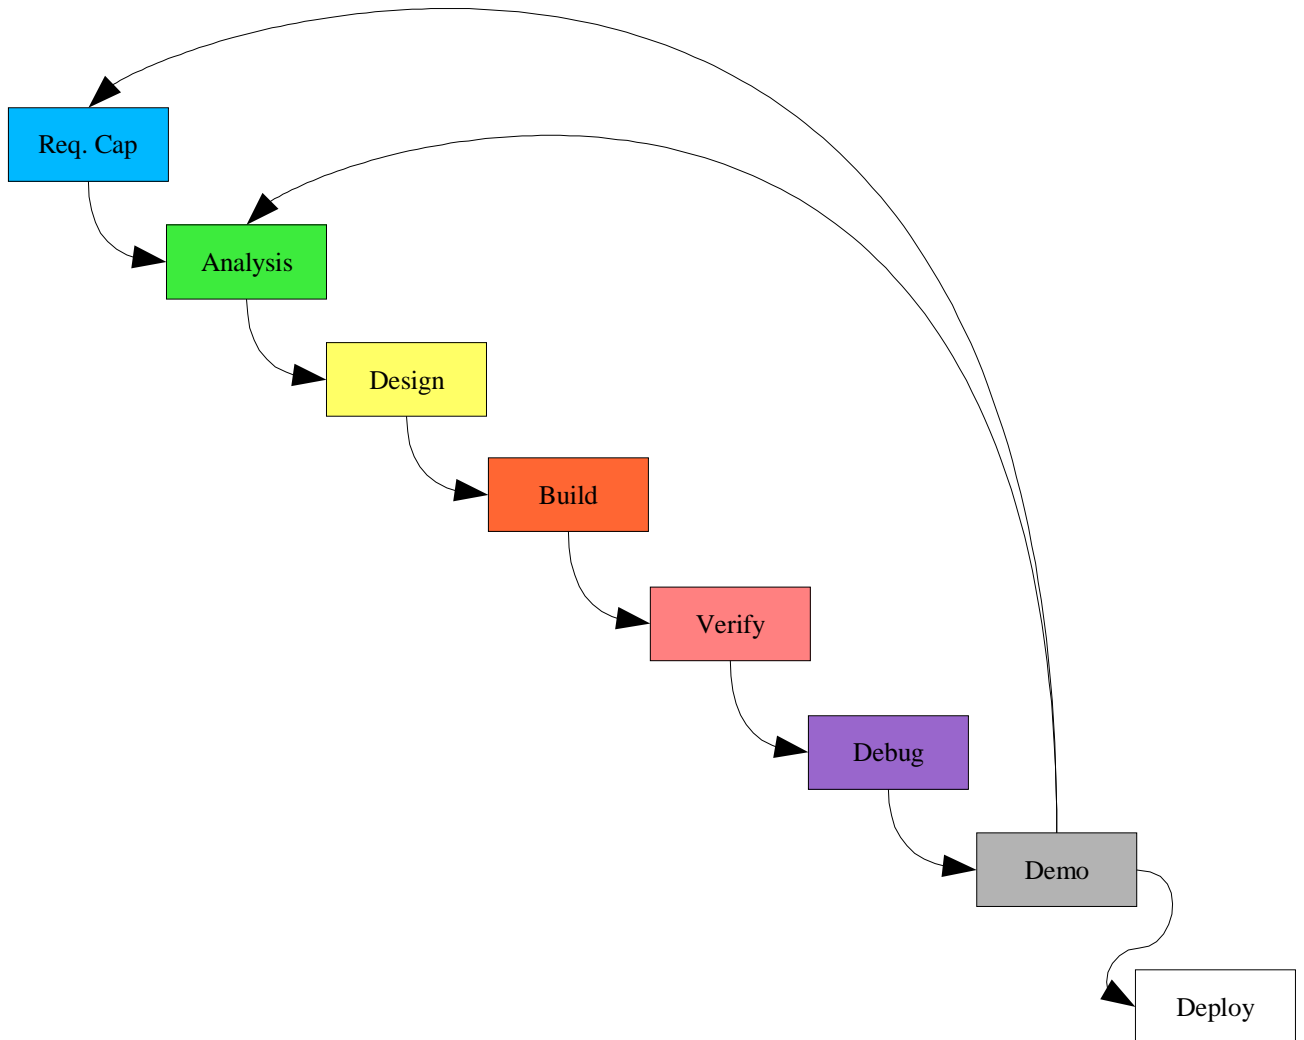 Req. Cap
Analysis
Design
Build
Verify
Debug
Demo
Deploy